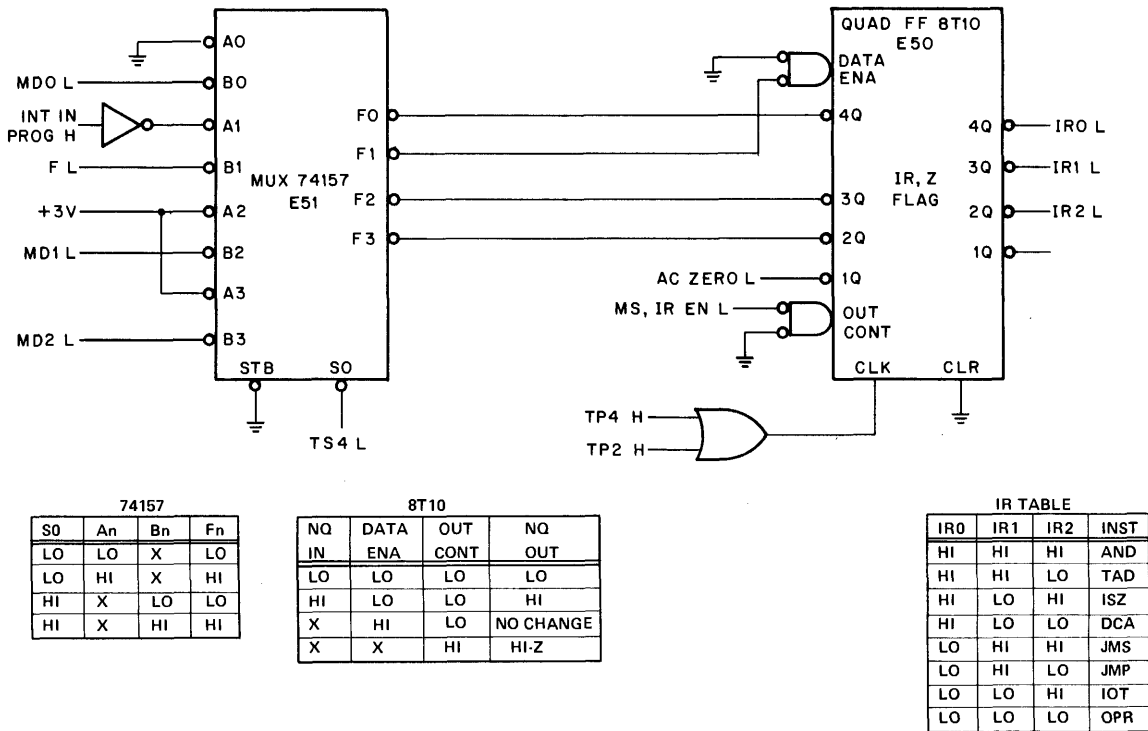 A0
MD0 L
B0
INT IN
PROG H
A1
F L
B1
+3V
A2
MD1 L
B2
A3
MD2 L
B3
MUX 74157
E51
F0
F1
F2
F3
STB
S0
TS4 L
QUAD FF 8T10
E50
DATA
ENA
4Q
3Q
2Q
AC ZERO L
1Q
MS, IR EN L
OUT
CONT
IR, Z
FLAG
4Q
IR0 L
3Q
IR1 L
2Q
IR2 L
1Q
CLK
CLR
TP4 H
TP2 H
74157
S0 An Bn Fn
LO LO X LO
LO HI X HI
HI X LO LO
HI X HI HI
8T10
NQ IN DATA ENA OUT CONT NQ OUT
LO LO LO LO
HI LO LO HI
X HI LO NO CHANGE
X X HI HI-Z
IR TABLE
IR0 IR1 IR2 INST
HI HI HI AND
HI HI LO TAD
HI LO HI ISZ
HI LO LO DCA
LO HI HI JMS
LO HI LO JMP
LO LO HI IOT
LO LO LO OPR